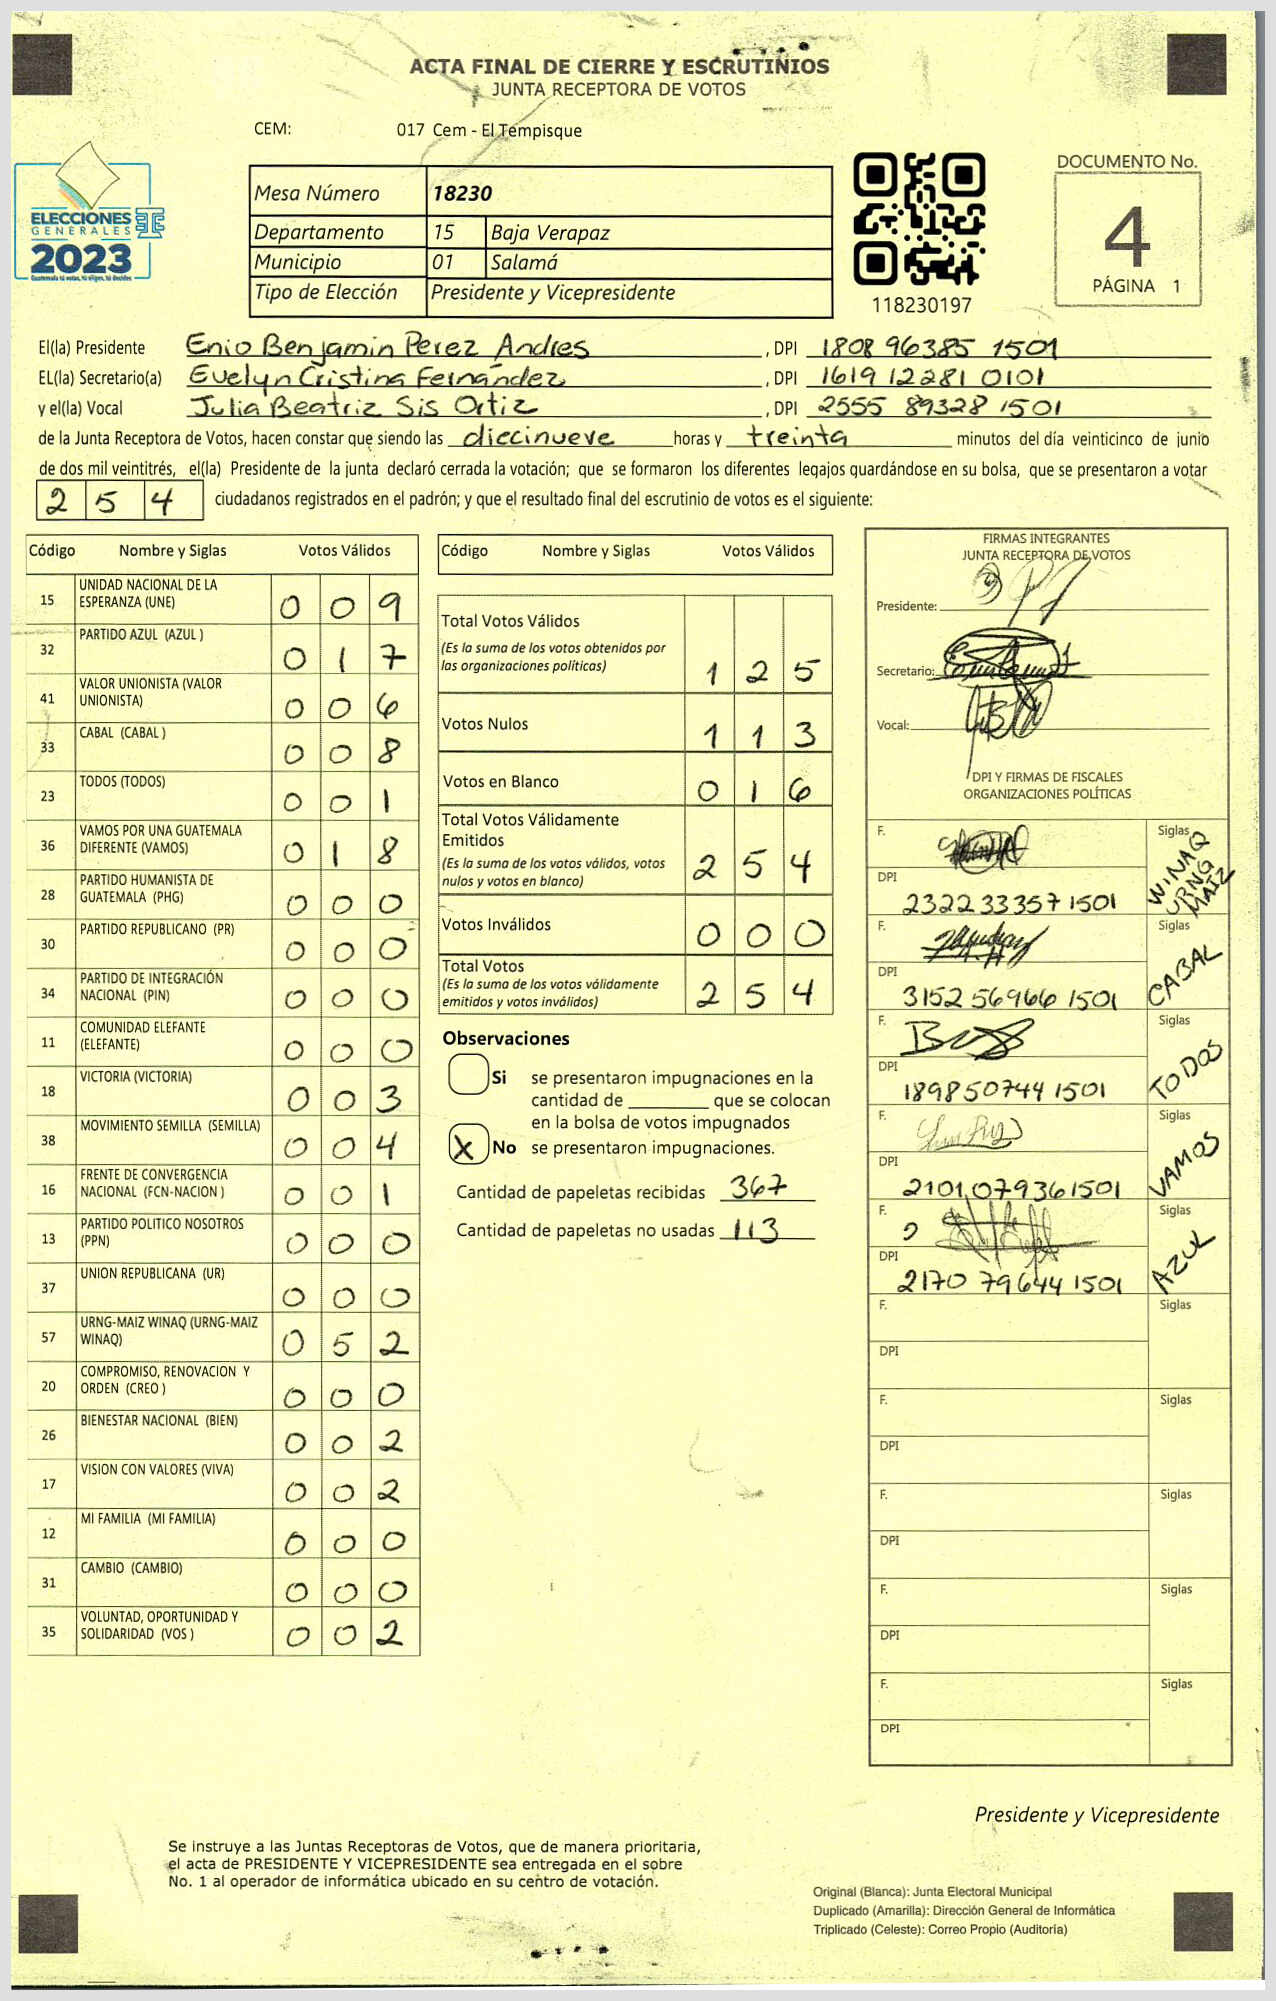 ACTA FINAL DE CIERRE Y ESCRUTINIOS
JUNTA RECEPTORA DE VOTOS
CEM: 017 Cem - El Tempisque
ELECCIONES
GENERALES
2023
Guatemala tú votas, tú eliges, tú decides
Mesa Número 18230
Departamento 15 Baja Verapaz
Municipio 01 Salamá
Tipo de Elección Presidente y Vicepresidente
118230197
DOCUMENTO No.
4
PÁGINA 1
El(la) Presidente Enio Benjamin Perez Andres , DPI 1808 96385 1501
EL(la) Secretario(a) Evelyn Cristina Fernández , DPI 1619 12281 0101
y el(la) Vocal Julia Beatriz Sis Ortiz , DPI 2555 89328 1501
de la Junta Receptora de Votos, hacen constar que siendo las diecinueve horas y treinta minutos del día veinticinco de junio
de dos mil veintitrés, el(la) Presidente de la junta declaró cerrada la votación; que se formaron los diferentes legajos guardándose en su bolsa, que se presentaron a votar
2 5 4 ciudadanos registrados en el padrón; y que el resultado final del escrutinio de votos es el siguiente:
Código Nombre y Siglas Votos Válidos
15 UNIDAD NACIONAL DE LA
ESPERANZA (UNE) 0 0 9
32 PARTIDO AZUL (AZUL ) 0 1 7
41 VALOR UNIONISTA (VALOR
UNIONISTA) 0 0 6
33 CABAL (CABAL ) 0 0 8
23 TODOS (TODOS) 0 0 1
36 VAMOS POR UNA GUATEMALA
DIFERENTE (VAMOS) 0 1 8
28 PARTIDO HUMANISTA DE
GUATEMALA (PHG) 0 0 0
30 PARTIDO REPUBLICANO (PR) 0 0 0
34 PARTIDO DE INTEGRACIÓN
NACIONAL (PIN) 0 0 0
11 COMUNIDAD ELEFANTE
(ELEFANTE) 0 0 0
18 VICTORIA (VICTORIA) 0 0 3
38 MOVIMIENTO SEMILLA (SEMILLA) 0 0 4
16 FRENTE DE CONVERGENCIA
NACIONAL (FCN-NACION ) 0 0 1
13 PARTIDO POLITICO NOSOTROS
(PPN) 0 0 0
37 UNION REPUBLICANA (UR) 0 0 0
57 URNG-MAIZ WINAQ (URNG-MAIZ
WINAQ) 0 5 2
20 COMPROMISO, RENOVACION Y
ORDEN (CREO ) 0 0 0
26 BIENESTAR NACIONAL (BIEN) 0 0 2
17 VISION CON VALORES (VIVA) 0 0 2
12 MI FAMILIA (MI FAMILIA) 0 0 0
31 CAMBIO (CAMBIO) 0 0 0
35 VOLUNTAD, OPORTUNIDAD Y
SOLIDARIDAD (VOS ) 0 0 2
Código Nombre y Siglas Votos Válidos
Total Votos Válidos
(Es la suma de los votos obtenidos por
las organizaciones políticas) 1 2 5
Votos Nulos 1 1 3
Votos en Blanco 0 1 6
Total Votos Válidamente
Emitidos
(Es la suma de los votos válidos, votos
nulos y votos en blanco) 2 5 4
Votos Inválidos 0 0 0
Total Votos
(Es la suma de los votos válidamente
emitidos y votos inválidos) 2 5 4
Observaciones
Si se presentaron impugnaciones en la
cantidad de ________ que se colocan
en la bolsa de votos impugnados
X No se presentaron impugnaciones.
Cantidad de papeletas recibidas 367
Cantidad de papeletas no usadas 113
FIRMAS INTEGRANTES
JUNTA RECEPTORA DE VOTOS
Presidente:
Secretario:
Vocal:
DPI Y FIRMAS DE FISCALES
ORGANIZACIONES POLÍTICAS
F. Siglas WINAQ
URNG
MAIZ
DPI 2322 33357 1501
F. Siglas CABAL
DPI 3152 56966 1501
F. Siglas TODOS
DPI 1898 50744 1501
F. Siglas VAMOS
DPI 2101 07936 1501
F. Siglas AZUL
DPI 2170 79644 1501
F. Siglas
DPI
F. Siglas
DPI
F. Siglas
DPI
F. Siglas
DPI
F. Siglas
DPI
Presidente y Vicepresidente
Se instruye a las Juntas Receptoras de Votos, que de manera prioritaria,
el acta de PRESIDENTE Y VICEPRESIDENTE sea entregada en el sobre
No. 1 al operador de informática ubicado en su centro de votación.
Original (Blanca): Junta Electoral Municipal
Duplicado (Amarilla): Dirección General de Informática
Triplicado (Celeste): Correo Propio (Auditoría)